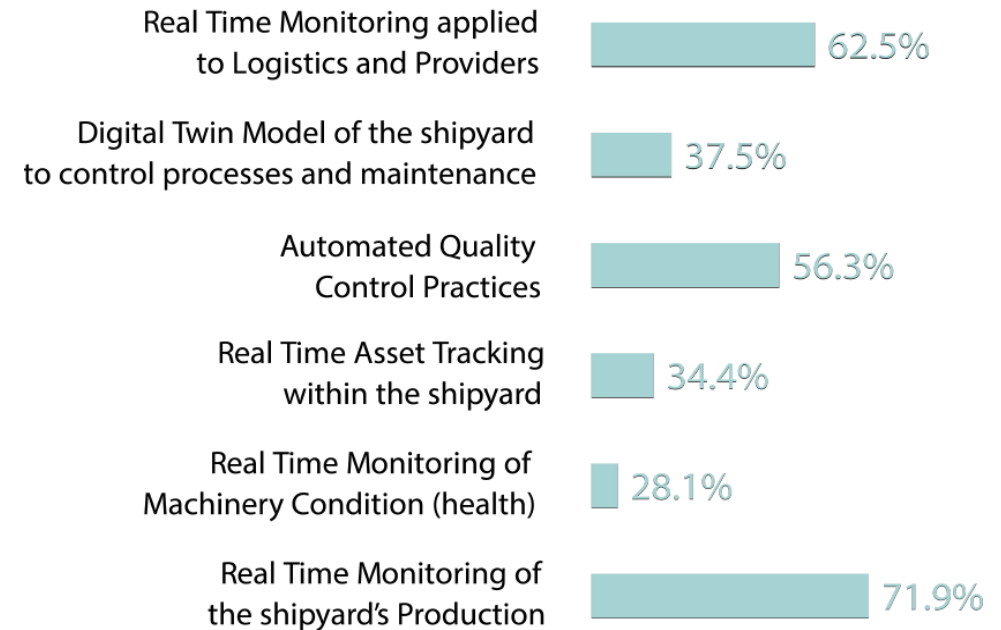 Real Time Monitoring applied
to Logistics and Providers
62.5%
Digital Twin Model of the shipyard
to control processes and maintenance
37.5%
Automated Quality
Control Practices
56.3%
Real Time Asset Tracking
within the shipyard
34.4%
Real Time Monitoring of
Machinery Condition (health)
28.1%
Real Time Monitoring of
the shipyard’s Production
71.9%